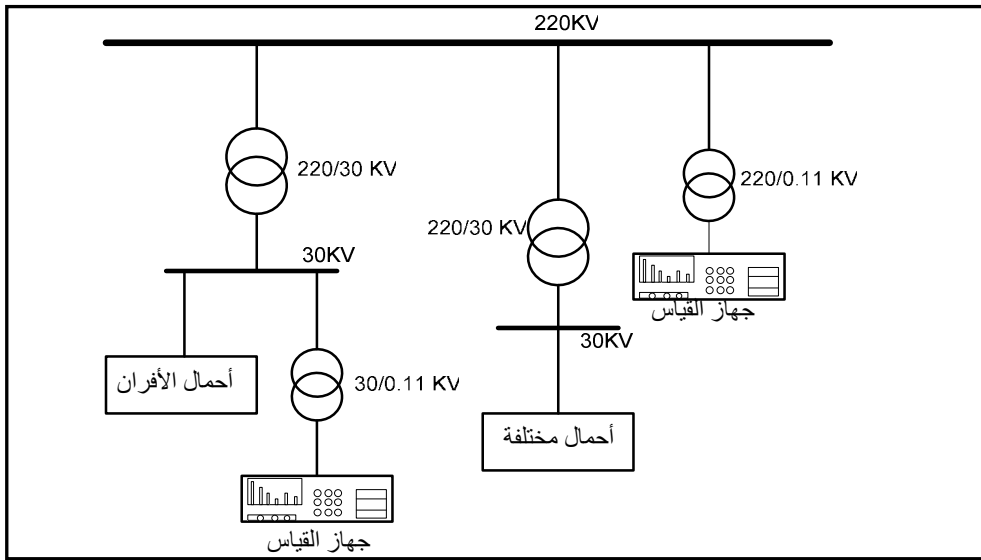 220KV
220/30 KV
220/0.11 KV
220/30 KV
30KV
جهاز القياس
30KV
أحمال الأفران
30/0.11 KV
أحمال مختلفة
جهاز القياس